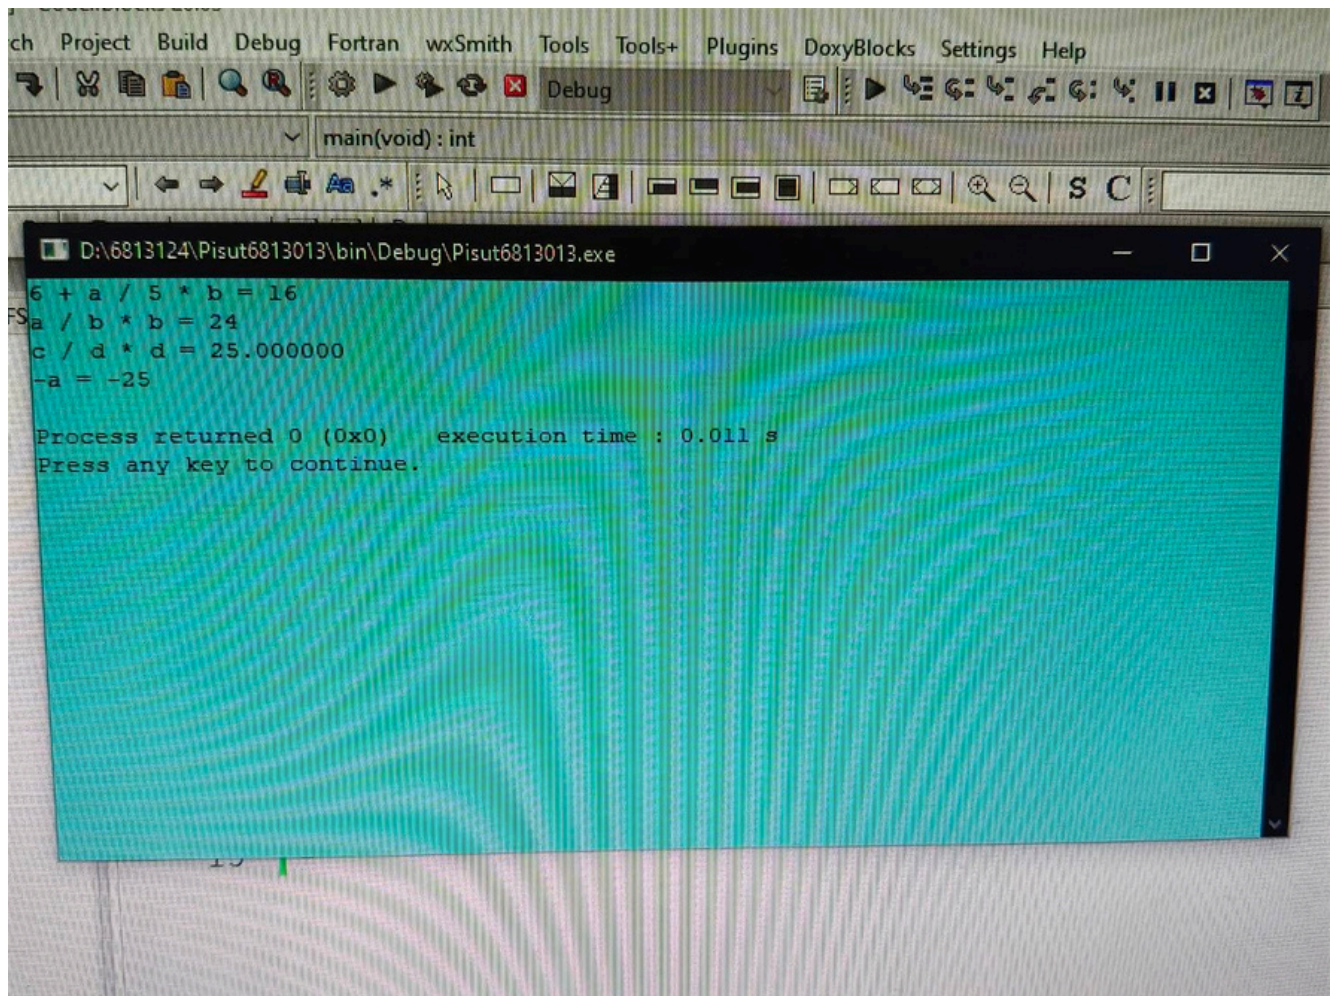 ch Project Build Debug Fortran wxSmith Tools Tools+ Plugins DoxyBlocks Settings Help
Debug
main(void) : int
S C
D:\6813124\Pisut6813013\bin\Debug\Pisut6813013.exe
6 + a / 5 * b = 16
FS
a / b * b = 24
c / d * d = 25.000000
-a = -25
Process returned 0 (0x0) execution time : 0.011 s
Press any key to continue.